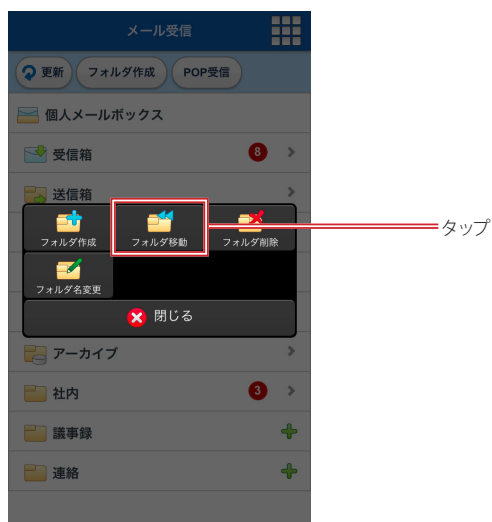 メール受信
更新 フォルダ作成 POP受信
個人メールボックス
受信箱 8
送信箱
フォルダ作成 フォルダ移動 フォルダ削除
タップ
フォルダ名変更
閉じる
アーカイブ
社内 3
議事録
連絡